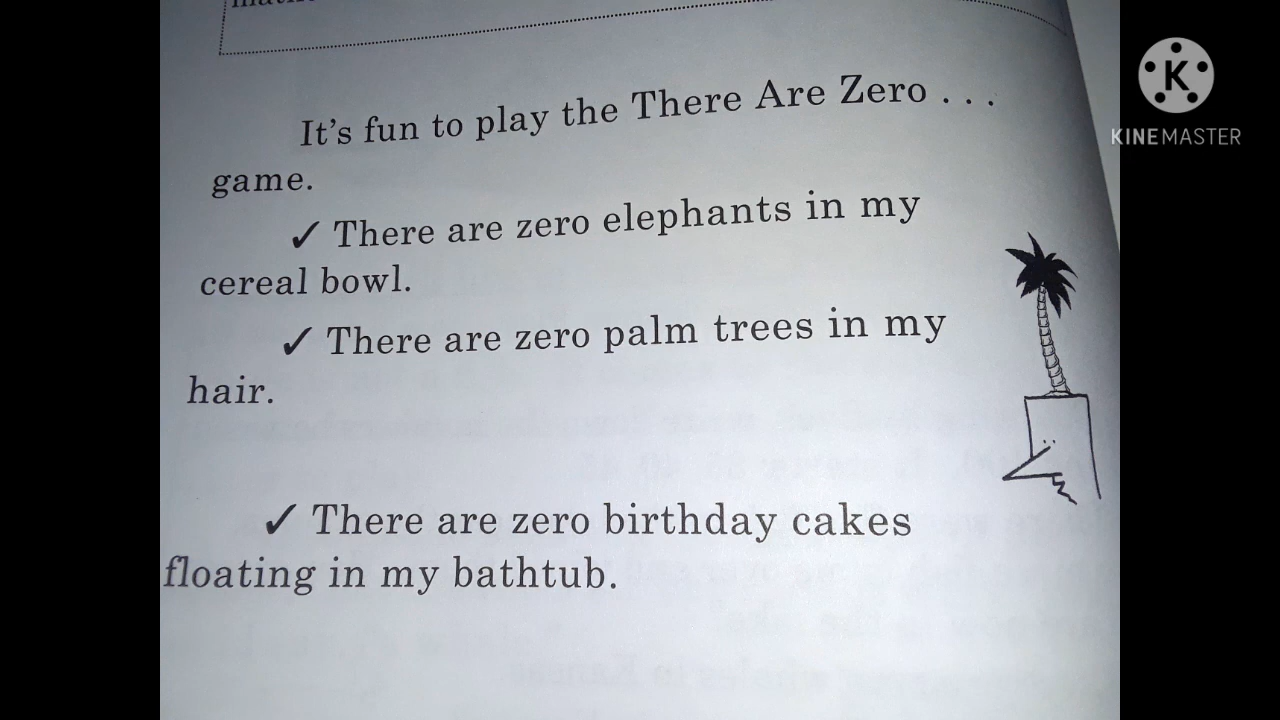 It's fun to play the There Are Zero . . .
game.
✓ There are zero elephants in my
cereal bowl.
✓ There are zero palm trees in my
hair.
✓ There are zero birthday cakes
floating in my bathtub.
K
KINEMASTER